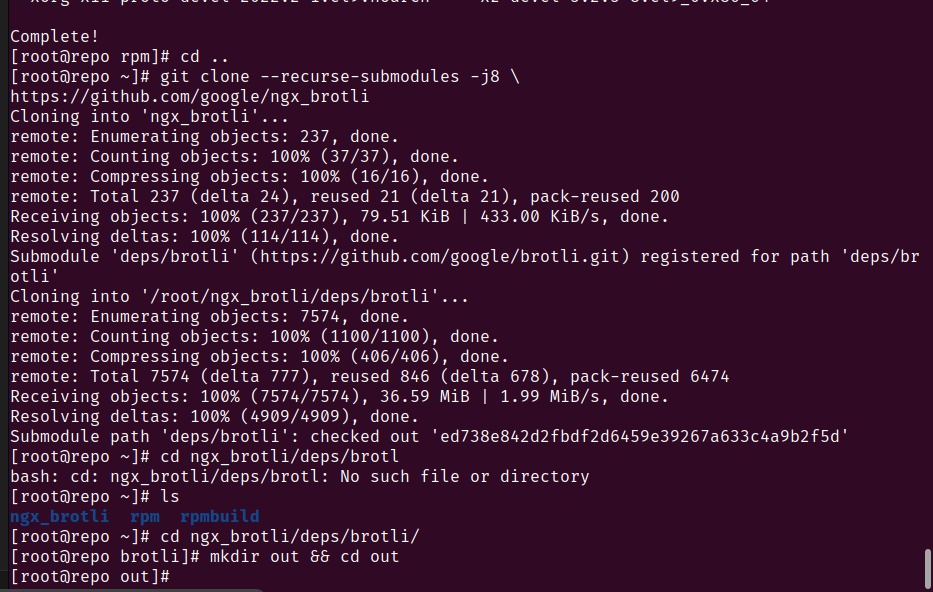 Complete!
[root@repo rpm]# cd ..
[root@repo ~]# git clone --recurse-submodules -j8 \
https://github.com/google/ngx_brotli
Cloning into 'ngx_brotli'...
remote: Enumerating objects: 237, done.
remote: Counting objects: 100% (37/37), done.
remote: Compressing objects: 100% (16/16), done.
remote: Total 237 (delta 24), reused 21 (delta 21), pack-reused 200
Receiving objects: 100% (237/237), 79.51 KiB | 433.00 KiB/s, done.
Resolving deltas: 100% (114/114), done.
Submodule 'deps/brotli' (https://github.com/google/brotli.git) registered for path 'deps/br
otli'
Cloning into '/root/ngx_brotli/deps/brotli'...
remote: Enumerating objects: 7574, done.
remote: Counting objects: 100% (1100/1100), done.
remote: Compressing objects: 100% (406/406), done.
remote: Total 7574 (delta 777), reused 846 (delta 678), pack-reused 6474
Receiving objects: 100% (7574/7574), 36.59 MiB | 1.99 MiB/s, done.
Resolving deltas: 100% (4909/4909), done.
Submodule path 'deps/brotli': checked out 'ed738e842d2fbdf2d6459e39267a633c4a9b2f5d'
[root@repo ~]# cd ngx_brotli/deps/brotl
bash: cd: ngx_brotli/deps/brotl: No such file or directory
[root@repo ~]# ls
ngx_brotli  rpm  rpmbuild
[root@repo ~]# cd ngx_brotli/deps/brotli/
[root@repo brotli]# mkdir out && cd out
[root@repo out]#